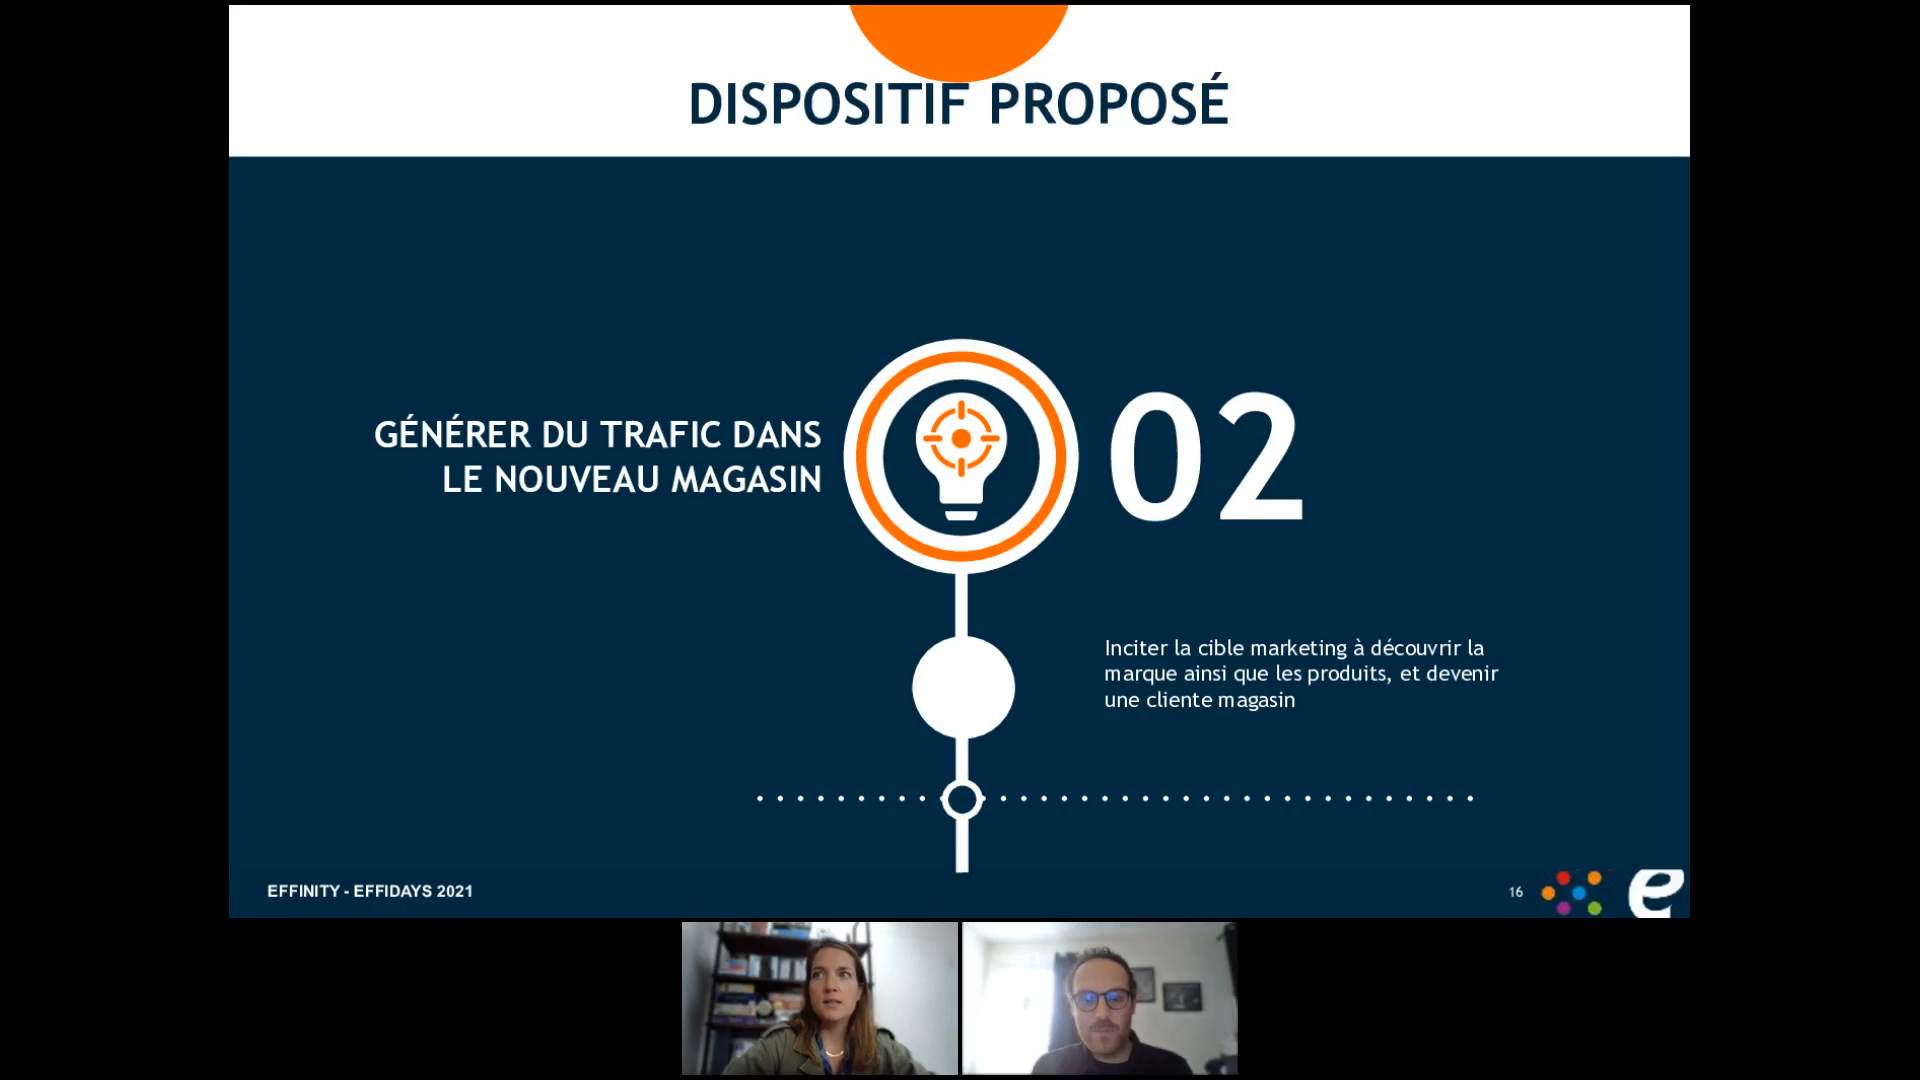 DISPOSITIF PROPOSÉ
GÉNÉRER DU TRAFIC DANS
LE NOUVEAU MAGASIN
02
Inciter la cible marketing à découvrir la
marque ainsi que les produits, et devenir
une cliente magasin
EFFINITY - EFFIDAYS 2021
16
e